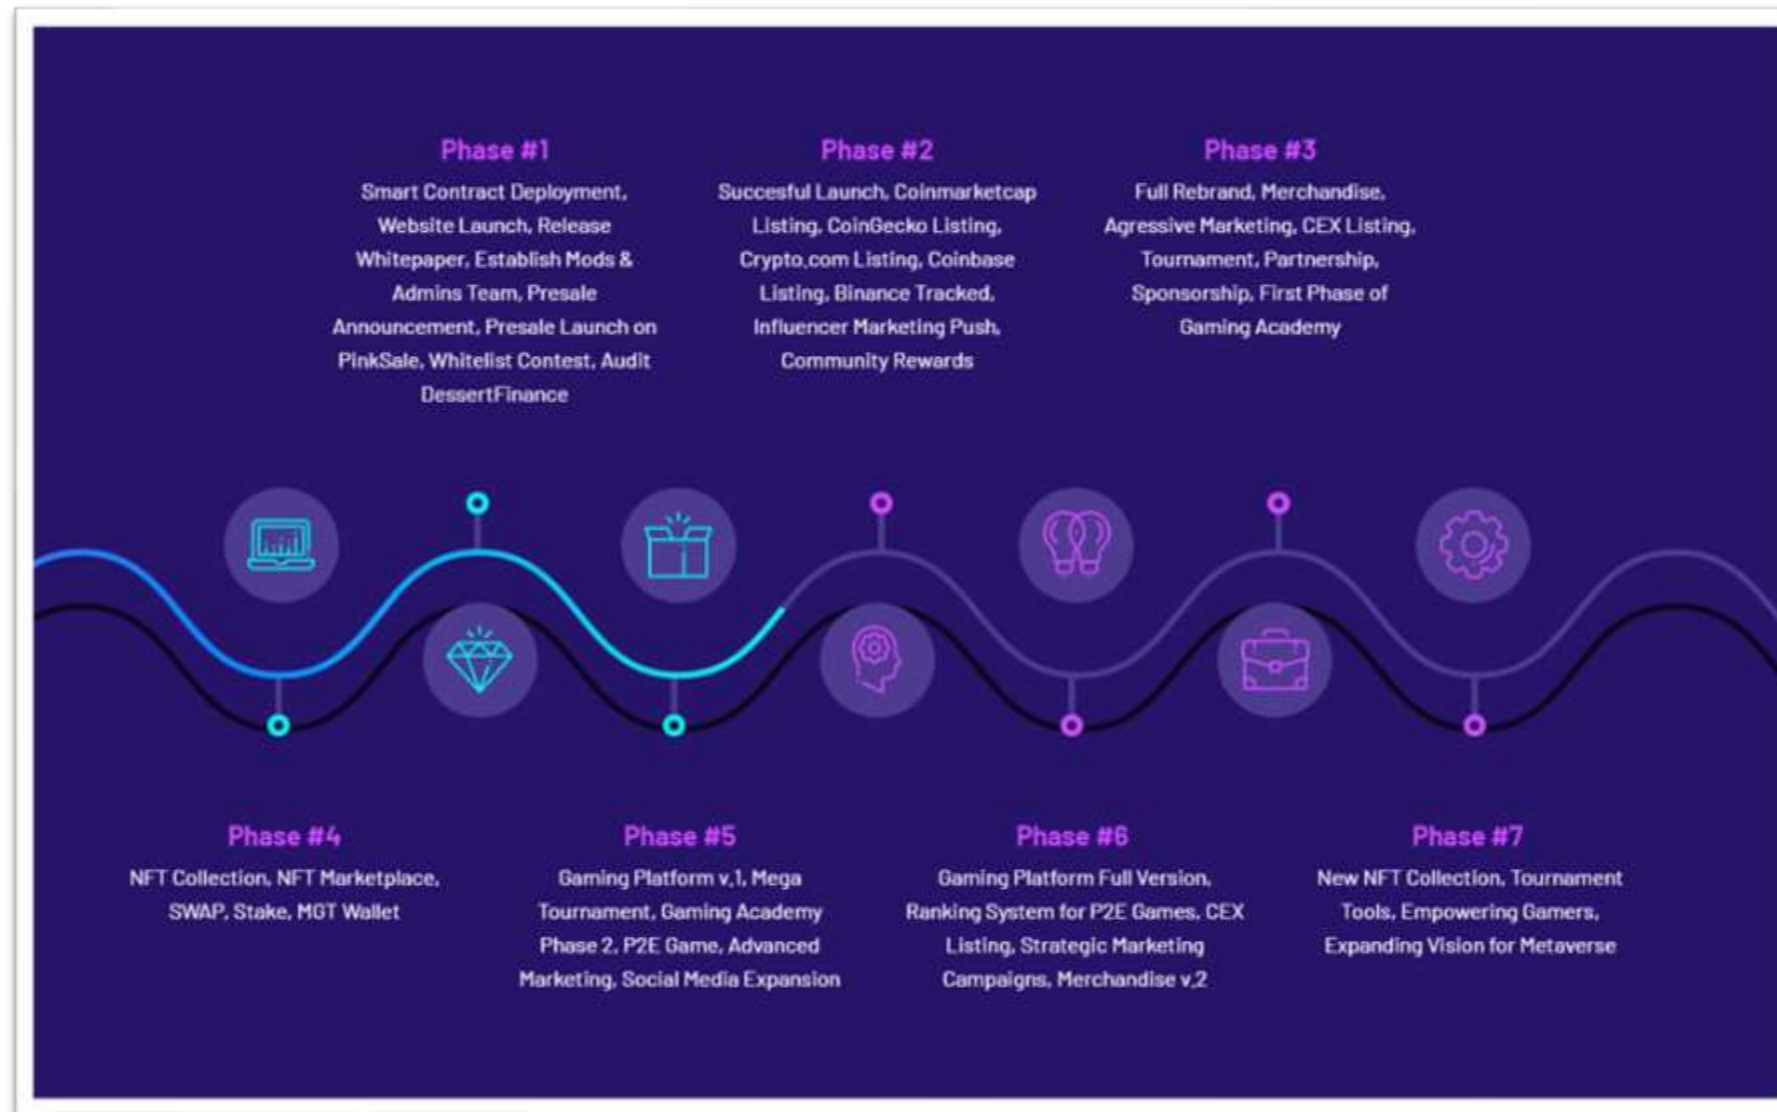 Phase #1
Smart Contract Deployment,
Website Launch, Release
Whitepaper, Establish Mods &
Admins Team, Presale
Announcement, Presale Launch on
PinkSale, Whitelist Contest, Audit
DessertFinance
Phase #2
Succesful Launch, Coinmarketcap
Listing, CoinGecko Listing,
Crypto.com Listing, Coinbase
Listing, Binance Tracked,
Influencer Marketing Push,
Community Rewards
Phase #3
Full Rebrand, Merchandise,
Agressive Marketing, CEX Listing,
Tournament, Partnership,
Sponsorship, First Phase of
Gaming Academy
Phase #4
NFT Collection, NFT Marketplace,
SWAP, Stake, MGT Wallet
Phase #5
Gaming Platform v.1, Mega
Tournament, Gaming Academy
Phase 2, P2E Game, Advanced
Marketing, Social Media Expansion
Phase #6
Gaming Platform Full Version,
Ranking System for P2E Games, CEX
Listing, Strategic Marketing
Campaigns, Merchandise v.2
Phase #7
New NFT Collection, Tournament
Tools, Empowering Gamers,
Expanding Vision for Metaverse